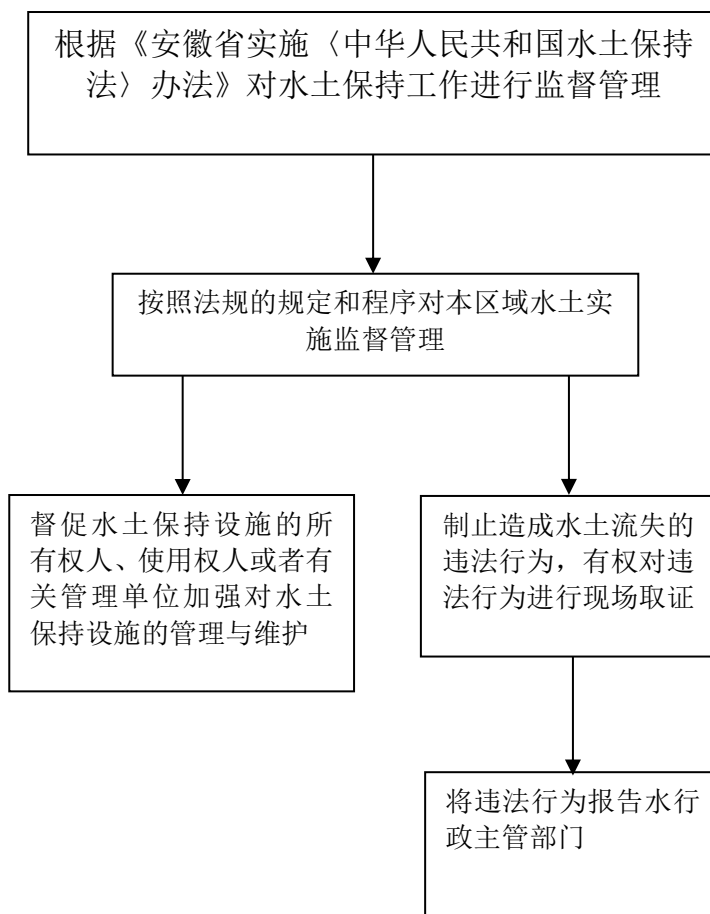 根据《安徽省实施〈中华人民共和国水土保持
法〉办法》对水土保持工作进行监督管理
按照法规的规定和程序对本区域水土实
施监督管理
督促水土保持设施的所
有权人、使用权人或者有
关管理单位加强对水土
保持设施的管理与维护
制止造成水土流失的
违法行为，有权对违
法行为进行现场取证
将违法行为报告水行
政主管部门